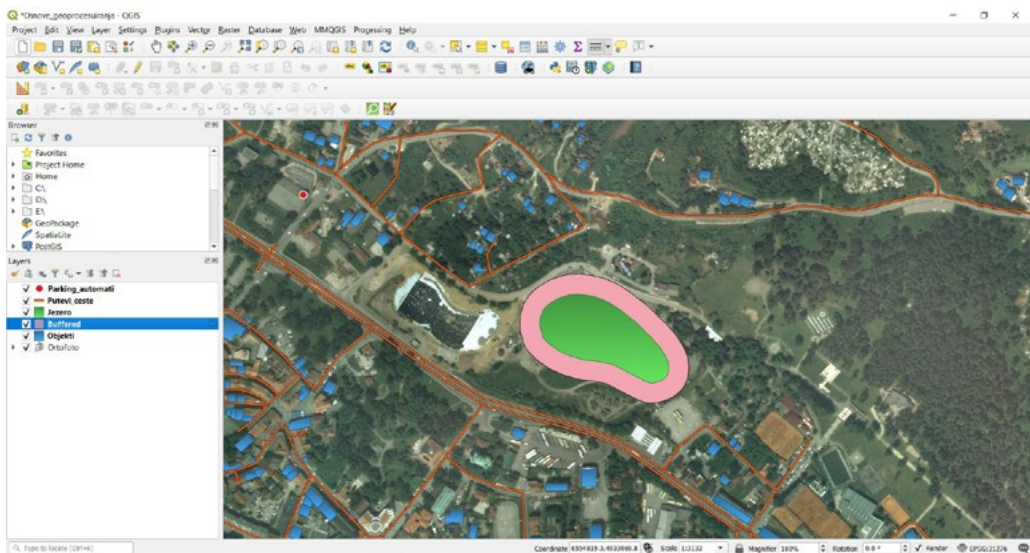 *Osnove_geoprocesuiranja - QGIS
Project Edit View Layer Settings Plugins Vector Raster Database Web MMQGIS Processing Help
Browser
Favorites
Project Home
Home
C:\
D:\
E:\
GeoPackage
SpatiaLite
PostGIS
Layers
Parking_automati
Putevi_ceste
Jezero
Buffered
Objekti
Ortofoto
Type to locate (Ctrl+K)
Coordinate
Scale 1:3132
Magnifier 100%
Rotation 0.0 °
Render
EPSG:31276